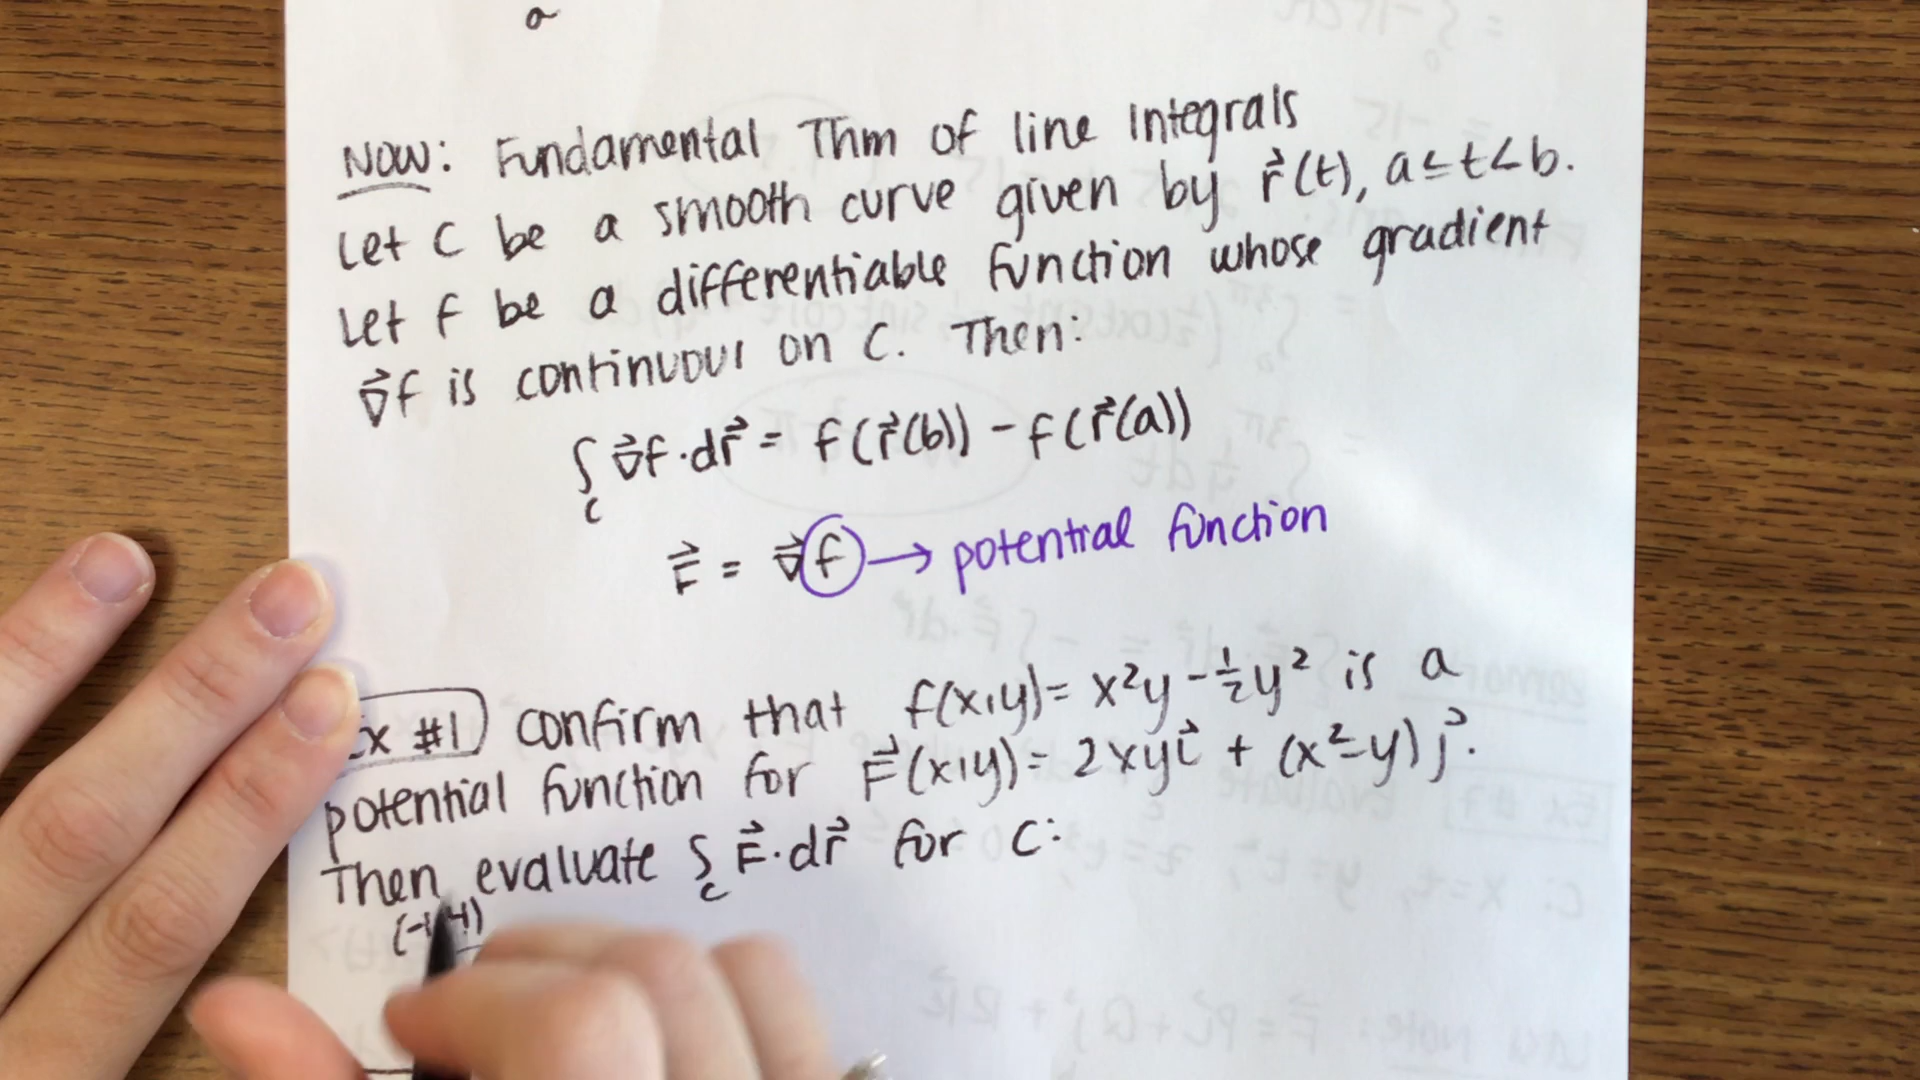 a
NOW: Fundamental Thm of line Integrals
Let C be a smooth curve given by r⃗(t), a≤t≤b.
Let f be a differentiable function whose gradient
∇⃗f is continuous on C. Then:
∫_C ∇⃗f·dr⃗ = f(r⃗(b)) - f(r⃗(a))
F⃗ = ∇⃗f → potential function
Ex #1 confirm that f(x,y)= x²y - ½y² is a
potential function for F⃗(x,y)= 2xyi⃗ + (x²-y)j⃗.
Then evaluate ∫_C F⃗·dr⃗ for C: